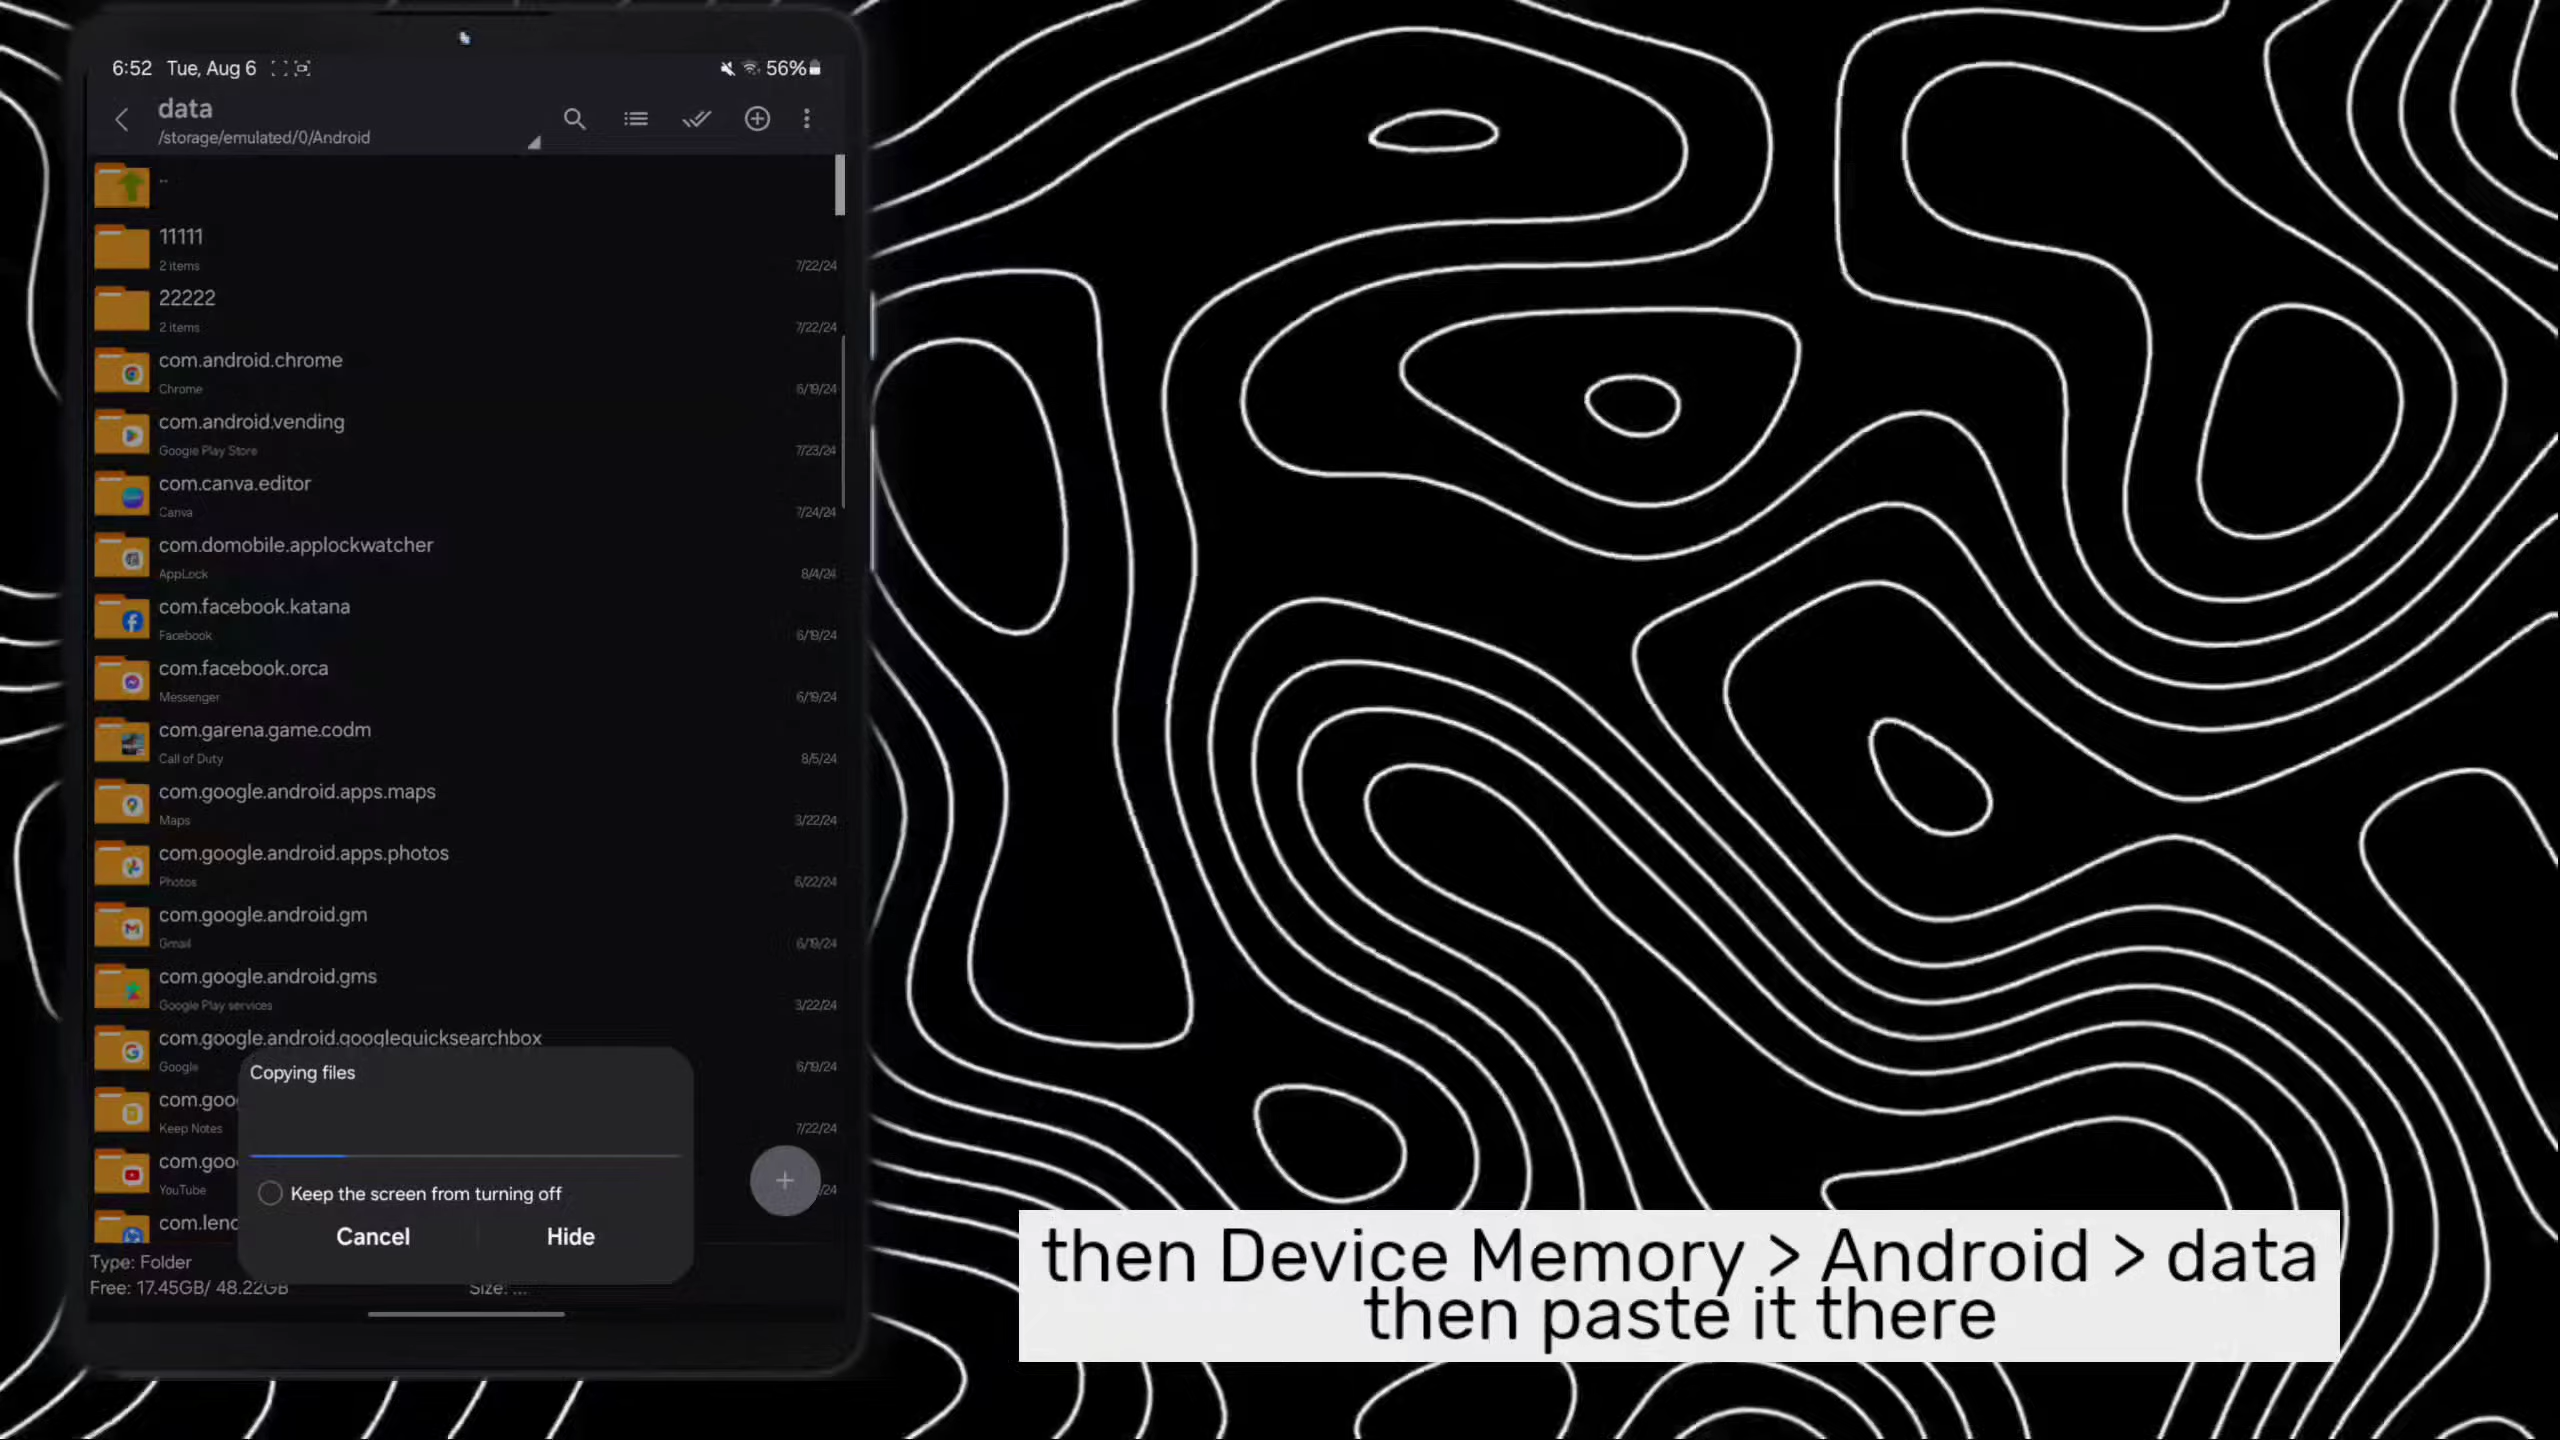 6:52 Tue, Aug 6 56%
data
/storage/emulated/0/Android
..
11111
2 items 7/22/24
22222
2 items 7/22/24
com.android.chrome
Chrome 6/19/24
com.android.vending
Google Play Store 7/23/24
com.canva.editor
Canva 7/24/24
com.domobile.applockwatcher
AppLock 8/4/24
com.facebook.katana
Facebook 6/19/24
com.facebook.orca
Messenger 6/19/24
com.garena.game.codm
Call of Duty 8/5/24
com.google.android.apps.maps
Maps 3/22/24
com.google.android.apps.photos
Photos 6/22/24
com.google.android.gm
Gmail 6/19/24
com.google.android.gms
Google Play services 3/22/24
com.google.android.googlequicksearchbox
Google 6/19/24
Copying files
com.goo
Keep Notes 7/22/24
com.goo
YouTube /24
Keep the screen from turning off
com.lenc
Cancel Hide
Type: Folder
Free: 17.45GB/ 48.22GB Size: ...
then Device Memory > Android > data
then paste it there